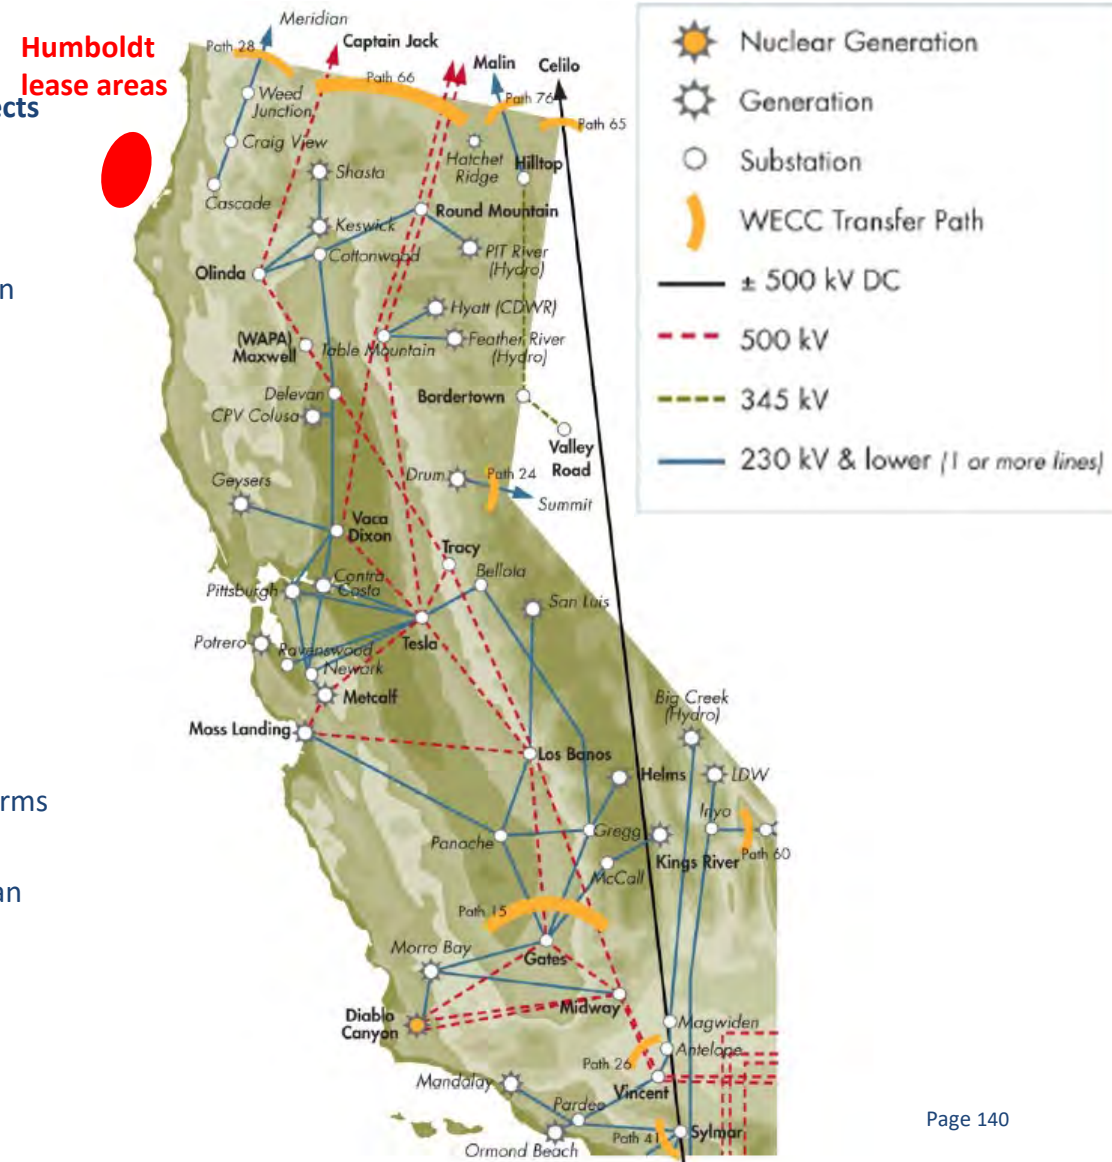 Humboldt
lease areas
ects
n
rms
an
Meridian
Path 28
Captain Jack
Path 66
Malin
Celilo
Path 76
Path 65
Weed
Junction
Craig View
Cascade
Shasta
Hatchet
Ridge
Hilltop
Keswick
Round Mountain
Cottonwood
PIT River
(Hydro)
Olinda
Hyatt (CDWR)
(WAPA)
Maxwell
Table Mountain
Feather River
(Hydro)
Delevan
CPV Colusa
Bordertown
Valley
Road
Geysers
Drum
Path 24
Summit
Vaca
Dixon
Tracy
Bellota
Pittsburgh
Contra
Costa
San Luis
Potrero
Ravenswood
Newark
Tesla
Metcalf
Moss Landing
Big Creek
(Hydro)
Los Banos
Helms
LDW
Inyo
Panoche
Gregg
Kings River
Path 60
McCall
Path 15
Morro Bay
Gates
Diablo
Canyon
Midway
Magwiden
Antelope
Path 26
Vincent
Mandalay
Pardee
Path 41
Sylmar
Ormond Beach
Nuclear Generation
Generation
Substation
WECC Transfer Path
± 500 kV DC
500 kV
345 kV
230 kV & lower (1 or more lines)
Page 140